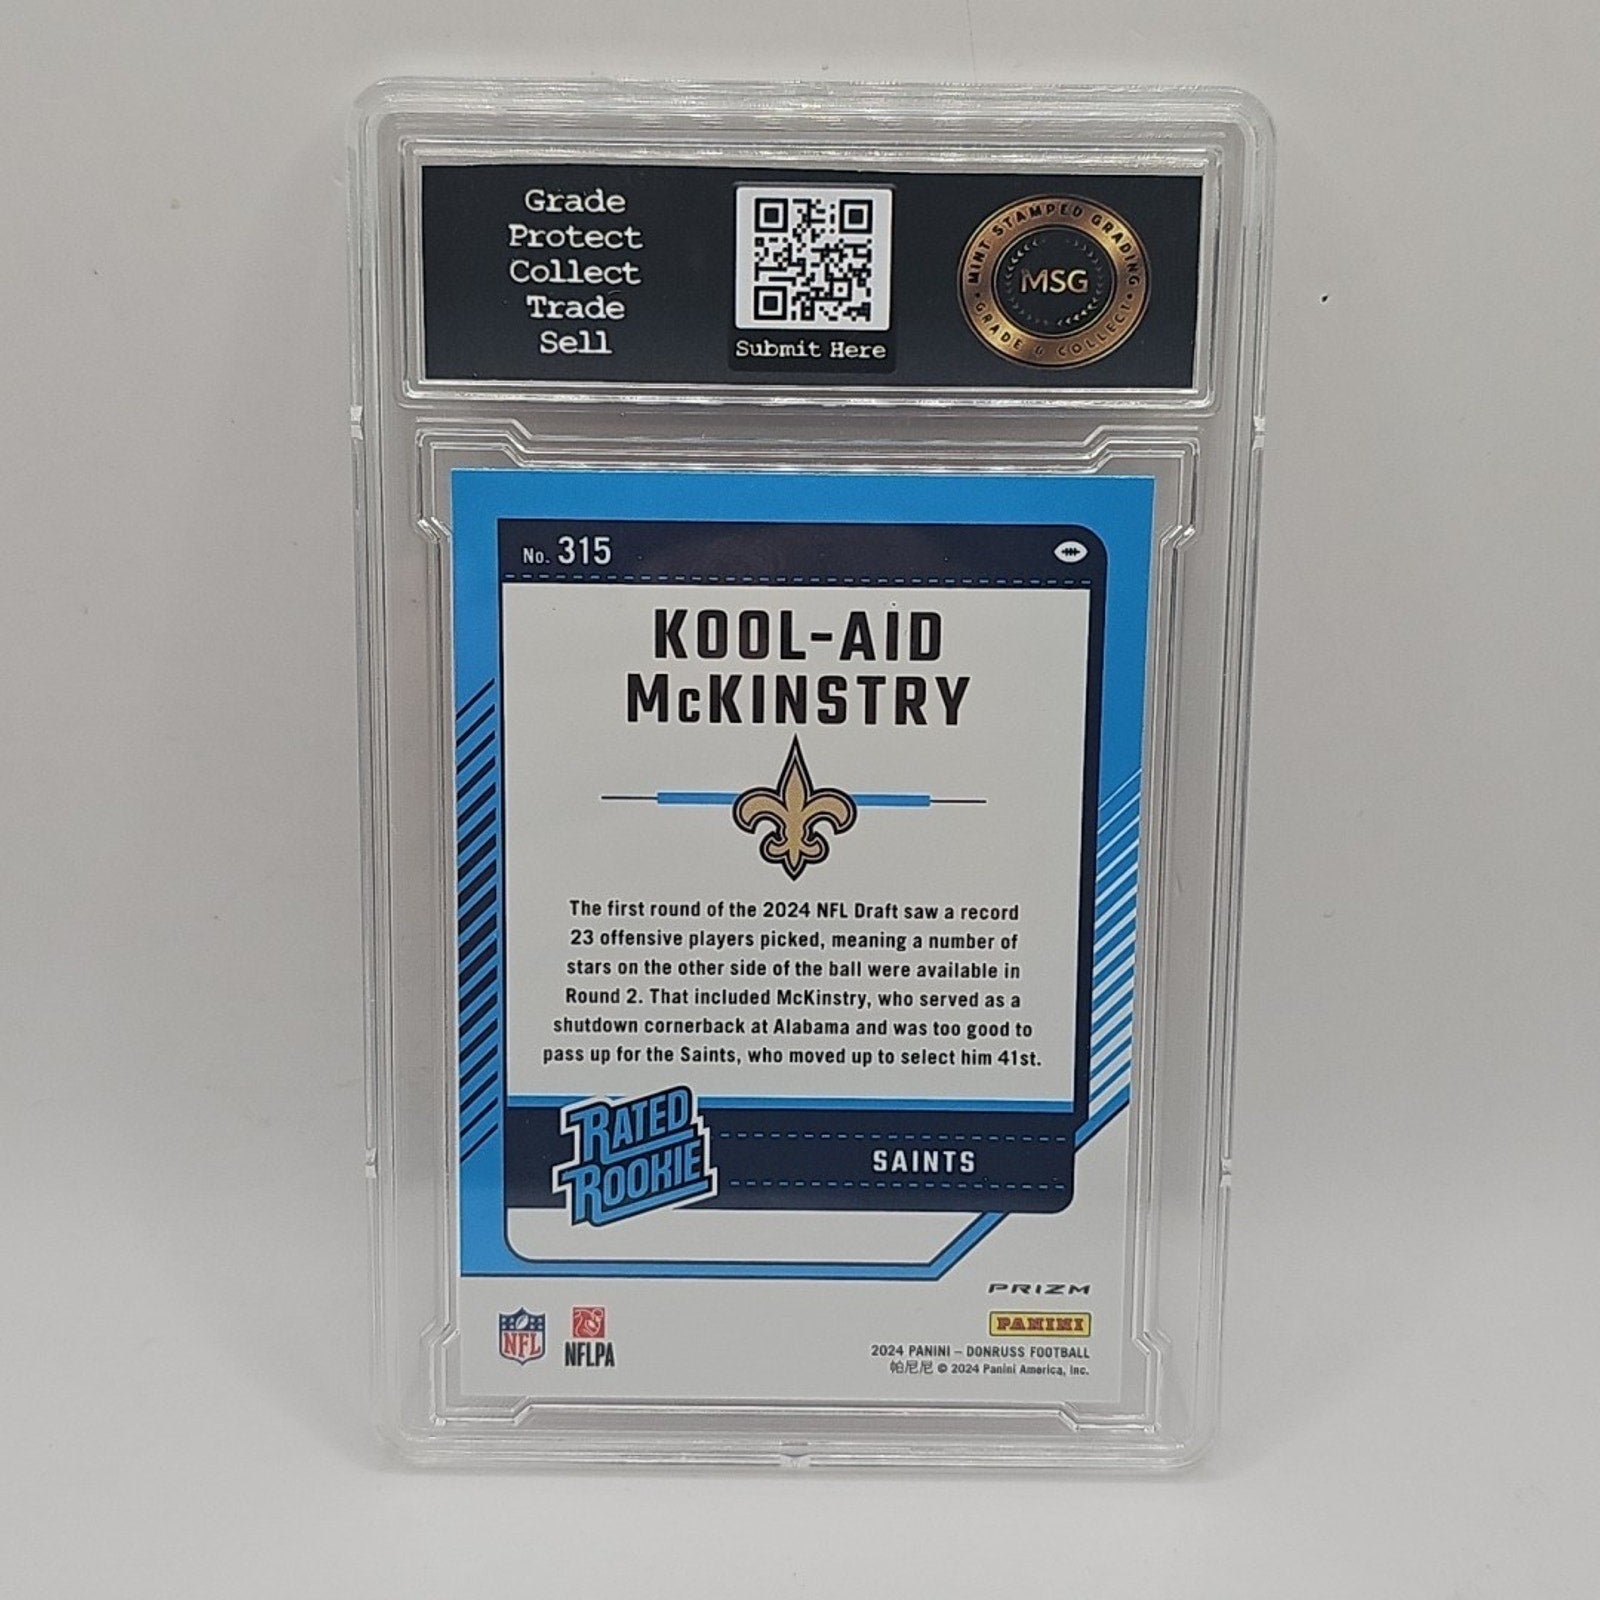 Grade
Protect
Collect
Trade
Sell
Submit Here
MINT STAMPED GRADING
MSG
GRADE & COLLECT
No. 315
KOOL-AID
McKINSTRY
The first round of the 2024 NFL Draft saw a record
23 offensive players picked, meaning a number of
stars on the other side of the ball were available in
Round 2. That included McKinstry, who served as a
shutdown cornerback at Alabama and was too good to
pass up for the Saints, who moved up to select him 41st.
RATED
ROOKIE
SAINTS
PRIZM
PANINI
NFL
NFLPA
2024 PANINI – DONRUSS FOOTBALL
帕尼尼 © 2024 Panini America, Inc.